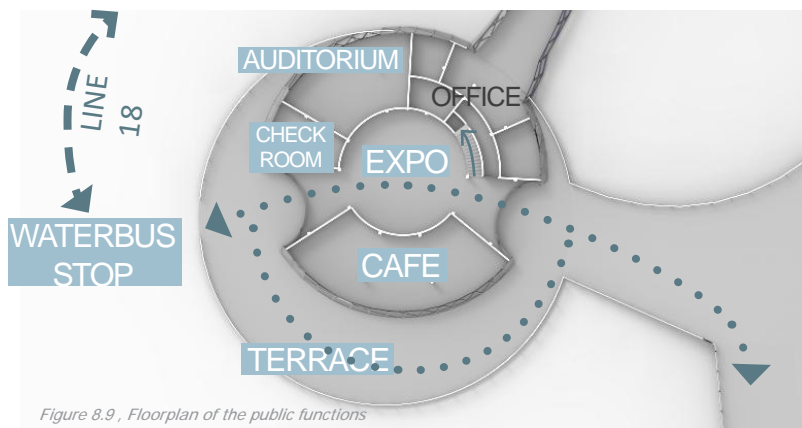 AUDITORIUM
OFFICE
LINE
18
CHECK
ROOM
EXPO
WATERBUS
STOP
CAFE
TERRACE
Figure 8.9 , Floorplan of the public functions